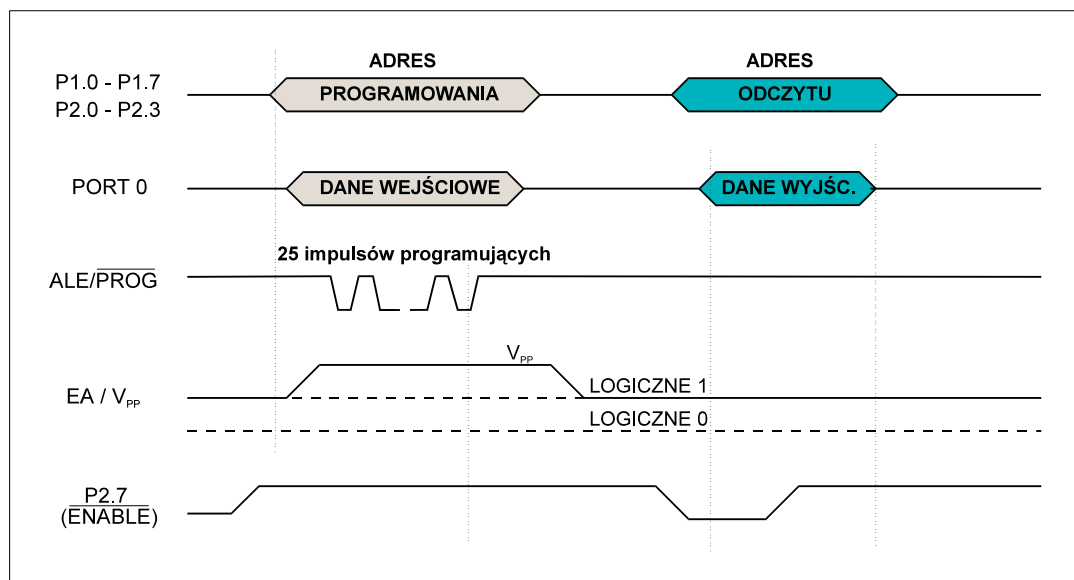 ADRES
ADRES
P1.0 - P1.7
P2.0 - P2.3
PROGRAMOWANIA
ODCZYTU
PORT 0
DANE WEJŚCIOWE
DANE WYJŚC.
25 impulsów programujących
ALE/PROG
VPP
EA / VPP
LOGICZNE 1
LOGICZNE 0
P2.7
(ENABLE)